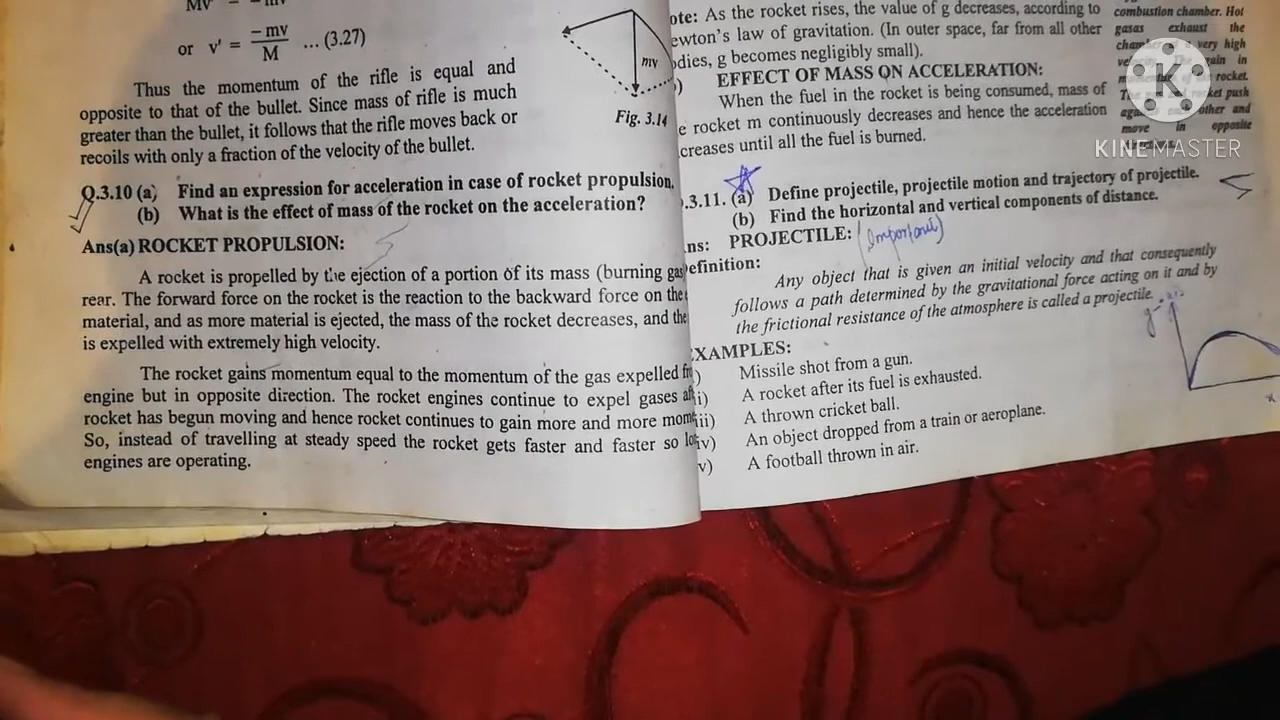 MV' = - mv
or v' = -mv/M ... (3.27)
Thus the momentum of the rifle is equal and
opposite to that of the bullet. Since mass of rifle is much
greater than the bullet, it follows that the rifle moves back or
recoils with only a fraction of the velocity of the bullet.
mv
Fig. 3.14
Q.3.10 (a) Find an expression for acceleration in case of rocket propulsion.
(b) What is the effect of mass of the rocket on the acceleration?
Ans(a) ROCKET PROPULSION:
A rocket is propelled by the ejection of a portion of its mass (burning gas
rear. The forward force on the rocket is the reaction to the backward force on the
material, and as more material is ejected, the mass of the rocket decreases, and the
is expelled with extremely high velocity.
The rocket gains momentum equal to the momentum of the gas expelled
engine but in opposite direction. The rocket engines continue to expel gases
rocket has begun moving and hence rocket continues to gain more and more mom
So, instead of travelling at steady speed the rocket gets faster and faster so
engines are operating.
ote: As the rocket rises, the value of g decreases, according to
ewton's law of gravitation. (In outer space, far from all other
odies, g becomes negligibly small).
) EFFECT OF MASS ON ACCELERATION:
When the fuel in the rocket is being consumed, mass of
e rocket m continuously decreases and hence the acceleration
creases until all the fuel is burned.
combustion chamber. Hot
gasas exhaust the
very high
in
rocket.
push
other and
move in opposite
KINEMASTER
.3.11. (a) Define projectile, projectile motion and trajectory of projectile.
(b) Find the horizontal and vertical components of distance.
ns: PROJECTILE: (Important)
efinition:
Any object that is given an initial velocity and that consequently
follows a path determined by the gravitational force acting on it and by
the frictional resistance of the atmosphere is called a projectile.
XAMPLES:
) Missile shot from a gun.
i) A rocket after its fuel is exhausted.
iii) A thrown cricket ball.
iv) An object dropped from a train or aeroplane.
v) A football thrown in air.